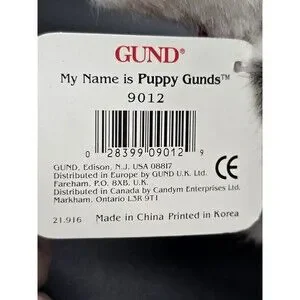 GUND®
My Name is Puppy Gunds™
9012
0 28399 09012 9
GUND, Edison, N.J. USA 08817
Distributed in Europe by GUND U.K. Ltd.
Fareham, P.O. 8XB, U.K.
Distributed in Canada by Candym Enterprises Ltd.
Markham, Ontario L3R 9T1
CE
21.916 Made in China Printed in Korea